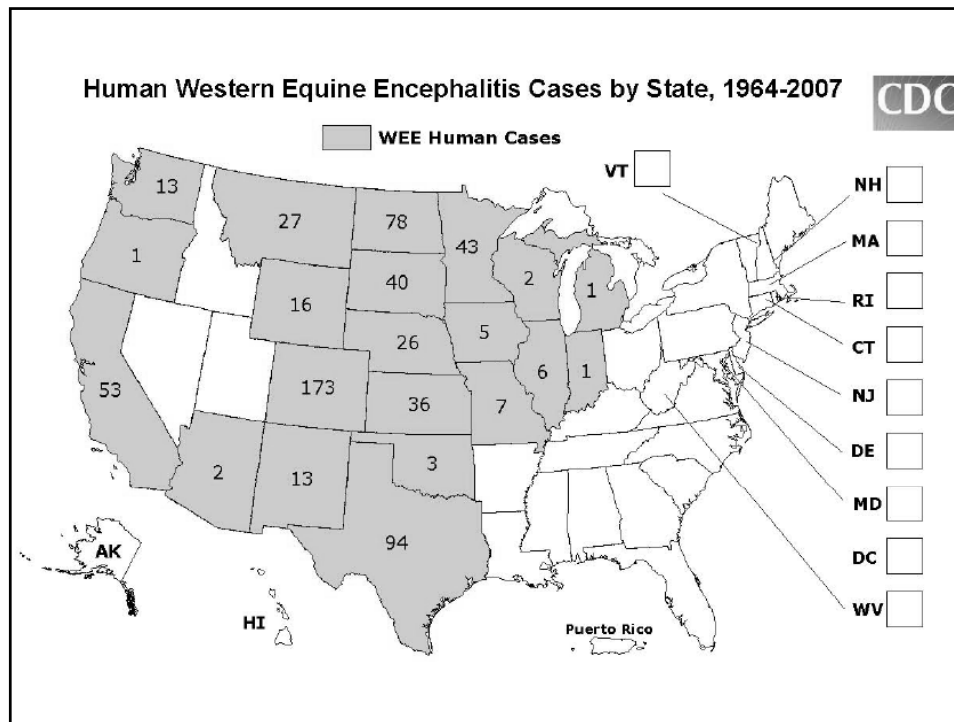 Human Western Equine Encephalitis Cases by State, 1964-2007
CDC
WEE Human Cases
VT
NH
13
27
78
43
MA
1
2
40
1
RI
16
5
CT
26
6
1
53
173
36
7
NJ
3
DE
2
13
MD
94
AK
DC
HI
WV
Puerto Rico